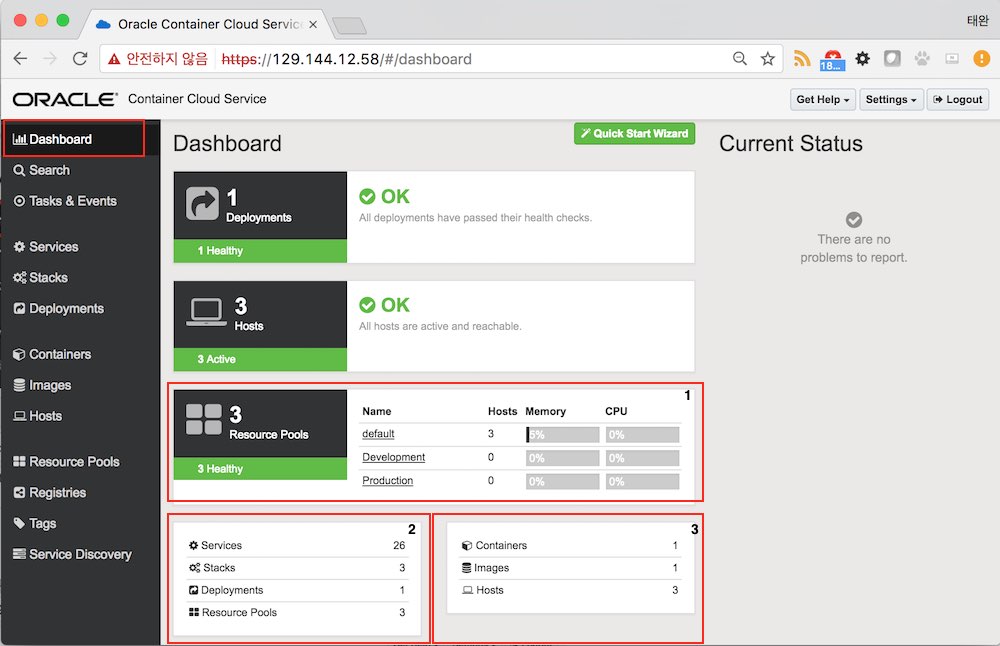 Oracle Container Cloud Servic
태완
안전하지 않음 https://129.144.12.58/#/dashboard
18...
ORACLE® Container Cloud Service
Get Help
Settings
Logout
Dashboard
Search
Tasks & Events
Services
Stacks
Deployments
Containers
Images
Hosts
Resource Pools
Registries
Tags
Service Discovery
Dashboard
Quick Start Wizard
1
Deployments
1 Healthy
OK
All deployments have passed their health checks.
3
Hosts
3 Active
OK
All hosts are active and reachable.
1
3
Resource Pools
3 Healthy
Name Hosts Memory CPU
default 3 5% 0%
Development 0 0% 0%
Production 0 0% 0%
2
Services 26
Stacks 3
Deployments 1
Resource Pools 3
3
Containers 1
Images 1
Hosts 3
Current Status
There are no
problems to report.